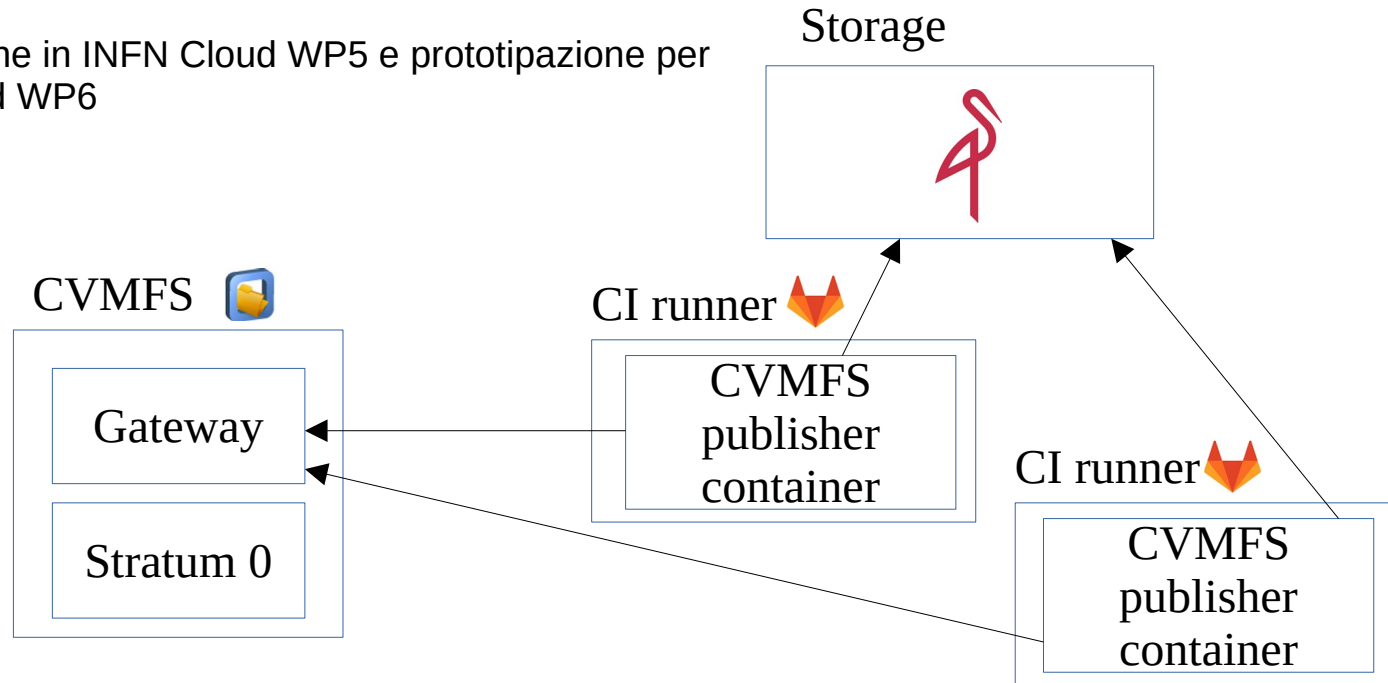 in INFN Cloud WP5 e prototipazione per
WP6
Storage
CVMFS
Gateway
Stratum 0
CI runner
CVMFS
publisher
container
CI runner
CVMFS
publisher
container